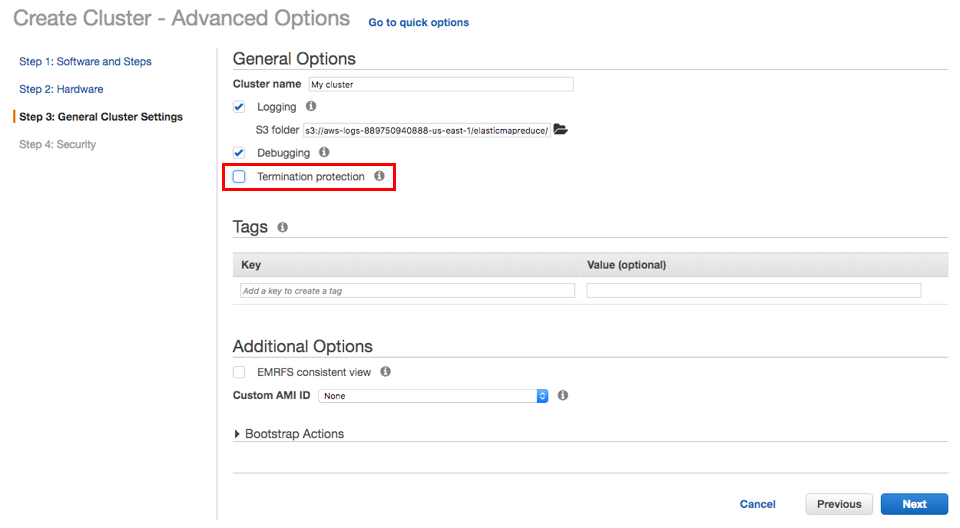 Create Cluster - Advanced Options Go to quick options
Step 1: Software and Steps
Step 2: Hardware
Step 3: General Cluster Settings
Step 4: Security
General Options
Cluster name My cluster
Logging
S3 folder s3://aws-logs-889750940888-us-east-1/elasticmapreduce/
Debugging
Termination protection
Tags
Key Value (optional)
Add a key to create a tag
Additional Options
EMRFS consistent view
Custom AMI ID None
Bootstrap Actions
Cancel Previous Next